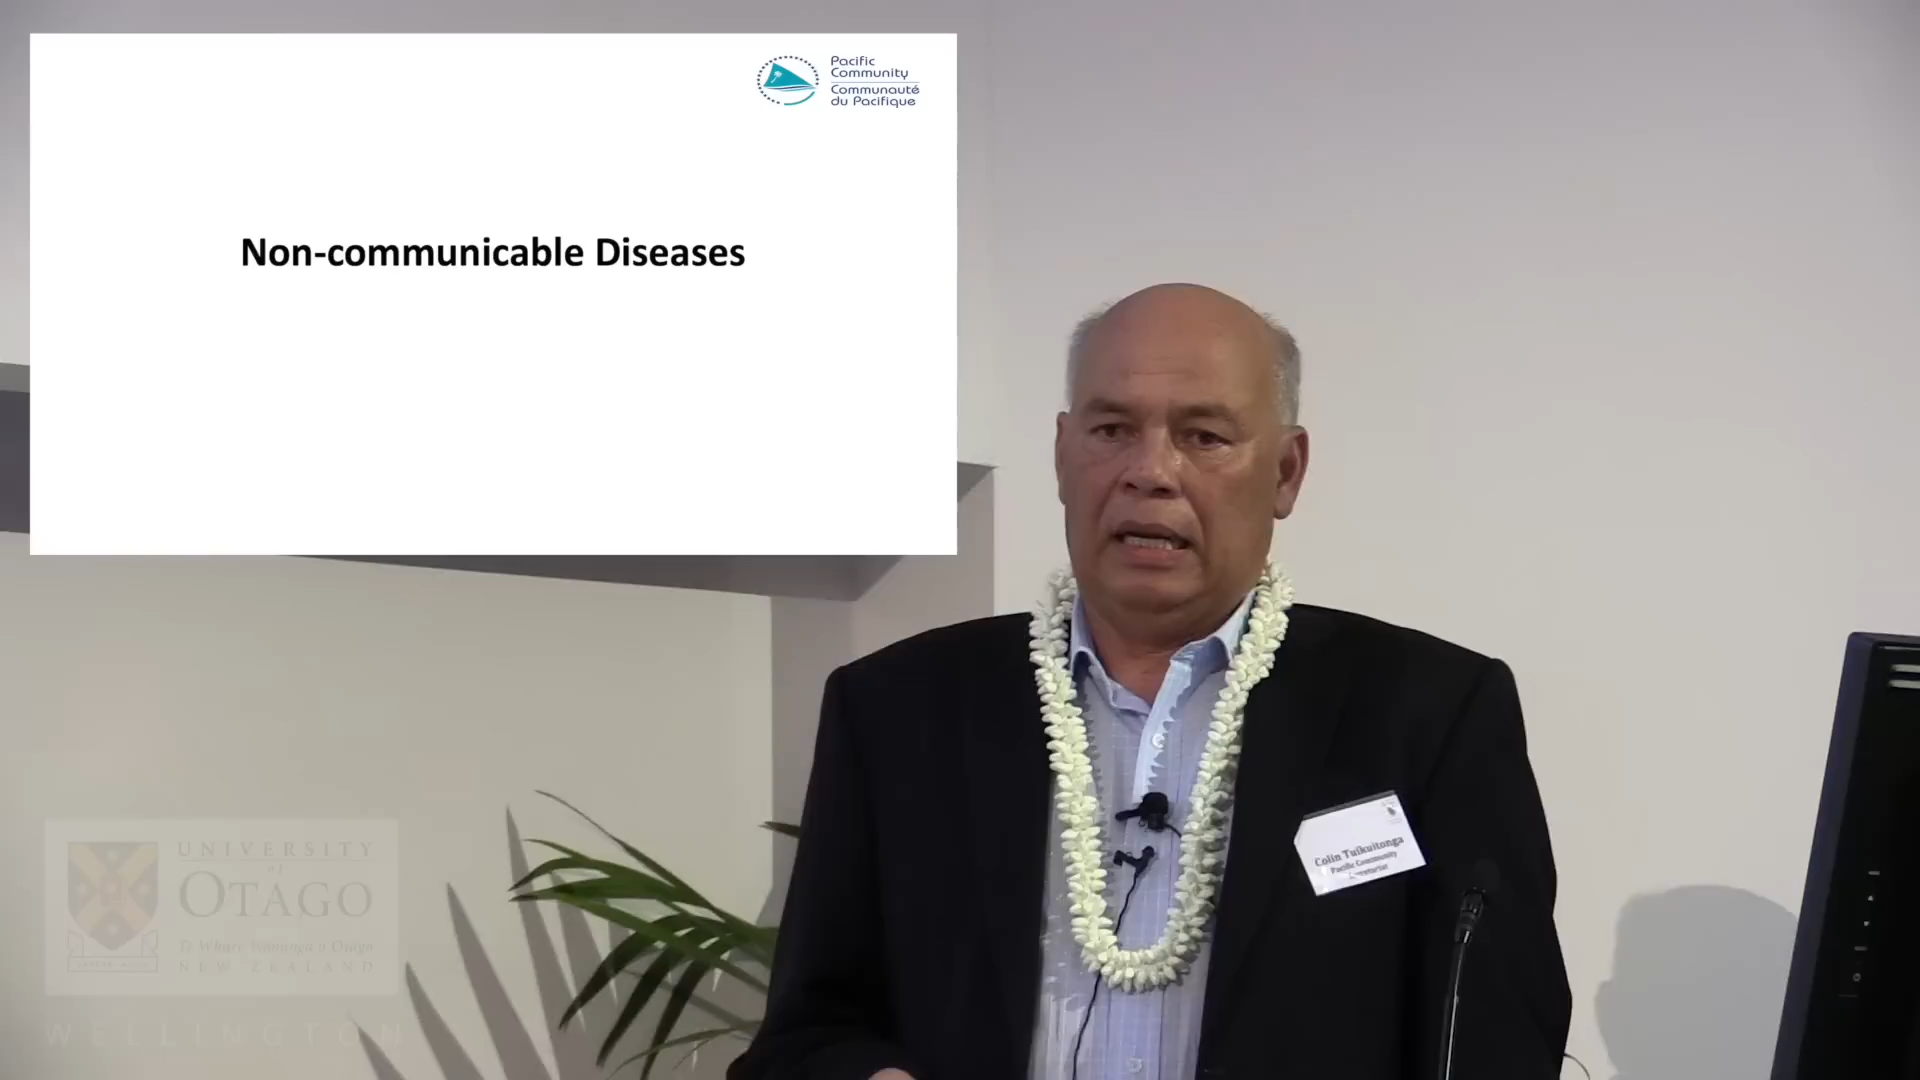 Pacific
Community
Communauté
du Pacifique
Non-communicable Diseases
Colin Tuikuitonga
Pacific Community
UNIVERSITY
of
OTAGO
Te Whare Wānanga o Otāgo
NEW ZEALAND
WELLINGTON